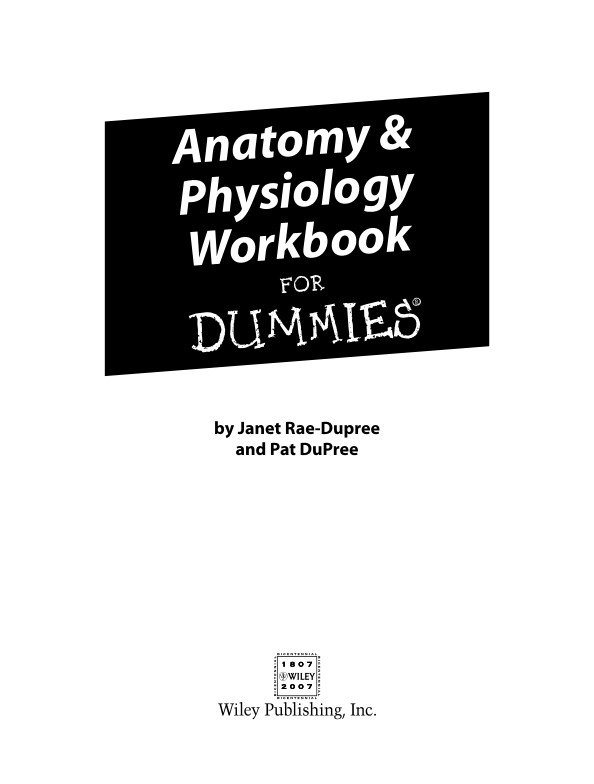 Anatomy &
Physiology
Workbook
FOR
DUMMIES®
by Janet Rae-Dupree
and Pat DuPree
BICENTENNIAL
1807
WILEY
2007
BICENTENNIAL
Wiley Publishing, Inc.